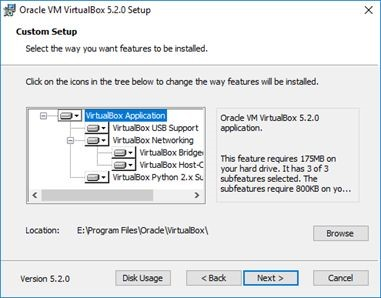 Oracle VM VirtualBox 5.2.0 Setup
Custom Setup
Select the way you want features to be installed.
Click on the icons in the tree below to change the way features will be installed.
VirtualBox Application
VirtualBox USB Support
VirtualBox Networking
VirtualBox Bridge
VirtualBox Host-O
VirtualBox Python 2.x Su
Oracle VM VirtualBox 5.2.0
application.
This feature requires 175MB on
your hard drive. It has 3 of 3
subfeatures selected. The
subfeatures require 800KB on yo...
Location: E:\Program Files\Oracle\VirtualBox\
Browse
Version 5.2.0 Disk Usage < Back Next > Cancel